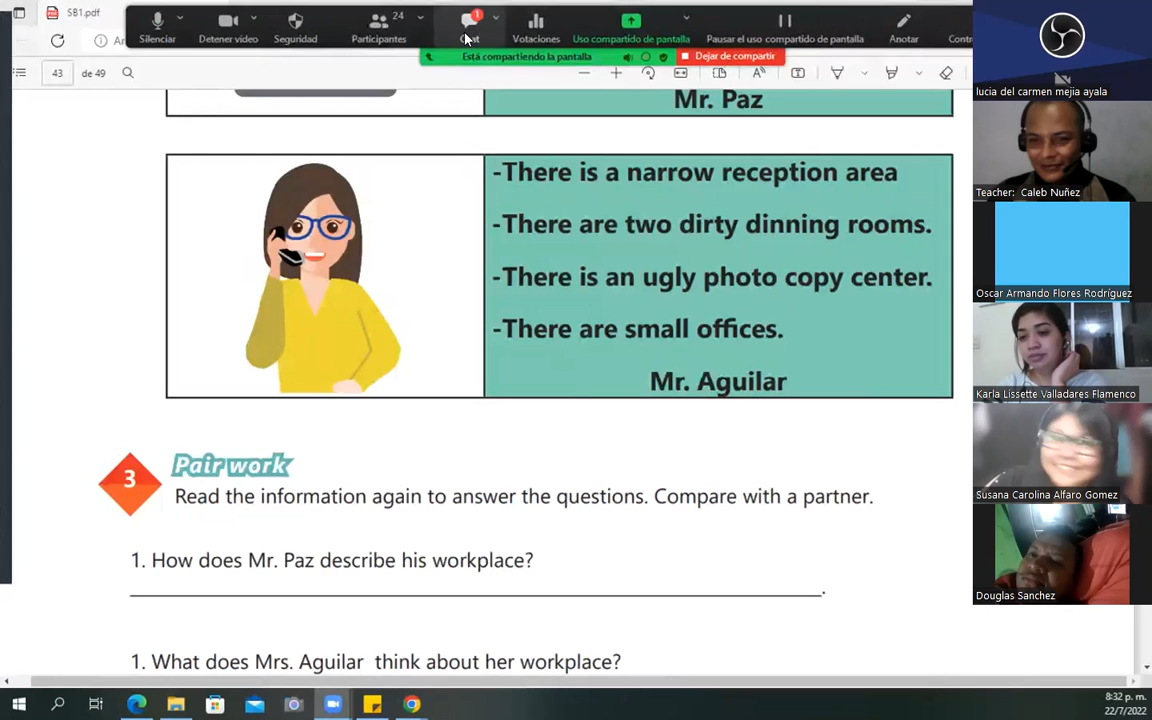 SB1.pdf
Silenciar
Detener video
Seguridad
24
Participantes
1
Votaciones
Uso compartido de pantalla
Pausar el uso compartido de pantalla
Anotar
Contr
Está compartiendo la pantalla
Dejar de compartir
43
de 49
Mr. Paz
-There is a narrow reception area
-There are two dirty dinning rooms.
-There is an ugly photo copy center.
-There are small offices.
Mr. Aguilar
3
Pair work
Read the information again to answer the questions. Compare with a partner.
1. How does Mr. Paz describe his workplace?
1. What does Mrs. Aguilar think about her workplace?
lucia del carmen mejia ayala
Teacher: Caleb Nuñez
Oscar Armando Flores Rodríguez
Karla Lissette Valladares Flamenco
Susana Carolina Alfaro Gomez
Douglas Sanchez
8:32 p. m.
22/7/2022